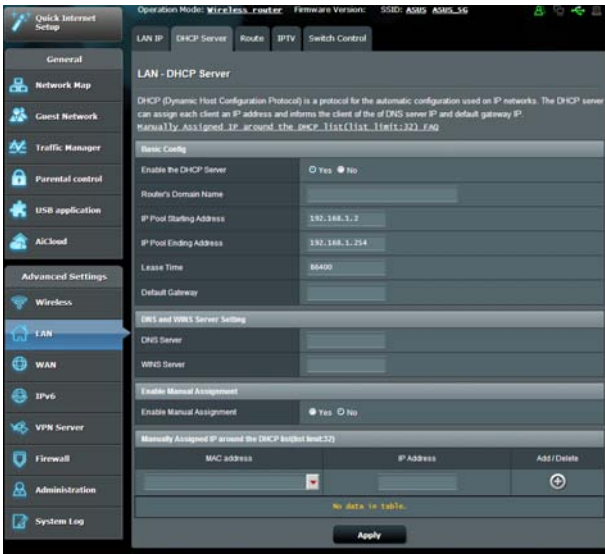 Quick Internet
Setup
Operation Mode: Wireless router Firmware Version: SSID: ASUS ASUS_5G
LAN IP DHCP Server Route IPTV Switch Control
General
Network Map
Guest Network
Traffic Manager
Parental control
USB application
AiCloud
Advanced Settings
Wireless
LAN
WAN
IPv6
VPN Server
Firewall
Administration
System Log
LAN - DHCP Server
DHCP (Dynamic Host Configuration Protocol) is a protocol for the automatic configuration used on IP networks. The DHCP server
can assign each client an IP address and informs the client of the of DNS server IP and default gateway IP.
Manually Assigned IP around the DHCP list(list limit:32) FAQ
Basic Config
Enable the DHCP Server Yes No
Router's Domain Name
IP Pool Starting Address 192.168.1.2
IP Pool Ending Address 192.168.1.254
Lease Time 86400
Default Gateway
DNS and WINS Server Setting
DNS Server
WINS Server
Enable Manual Assignment
Enable Manual Assignment Yes No
Manually Assigned IP around the DHCP list(list limit:32)
MAC address IP Address Add / Delete
No data in table.
Apply